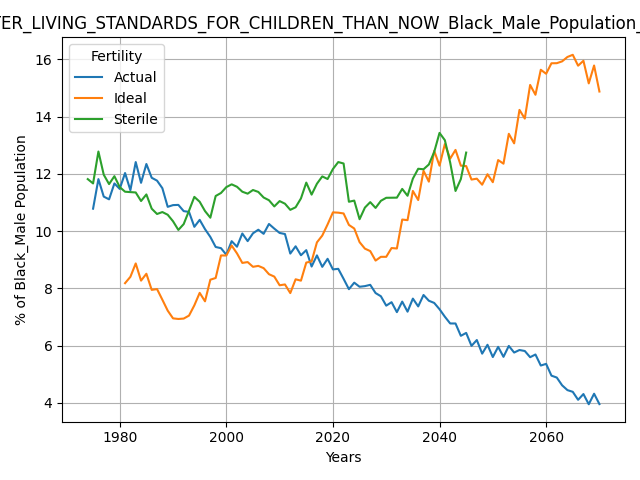 TER_LIVING_STANDARDS_FOR_CHILDREN_THAN_NOW_Black_Male_Population_
Fertility
Actual
Ideal
Sterile
% of Black_Male Population
16
14
12
10
8
6
4
1980 2000 2020 2040 2060
Years